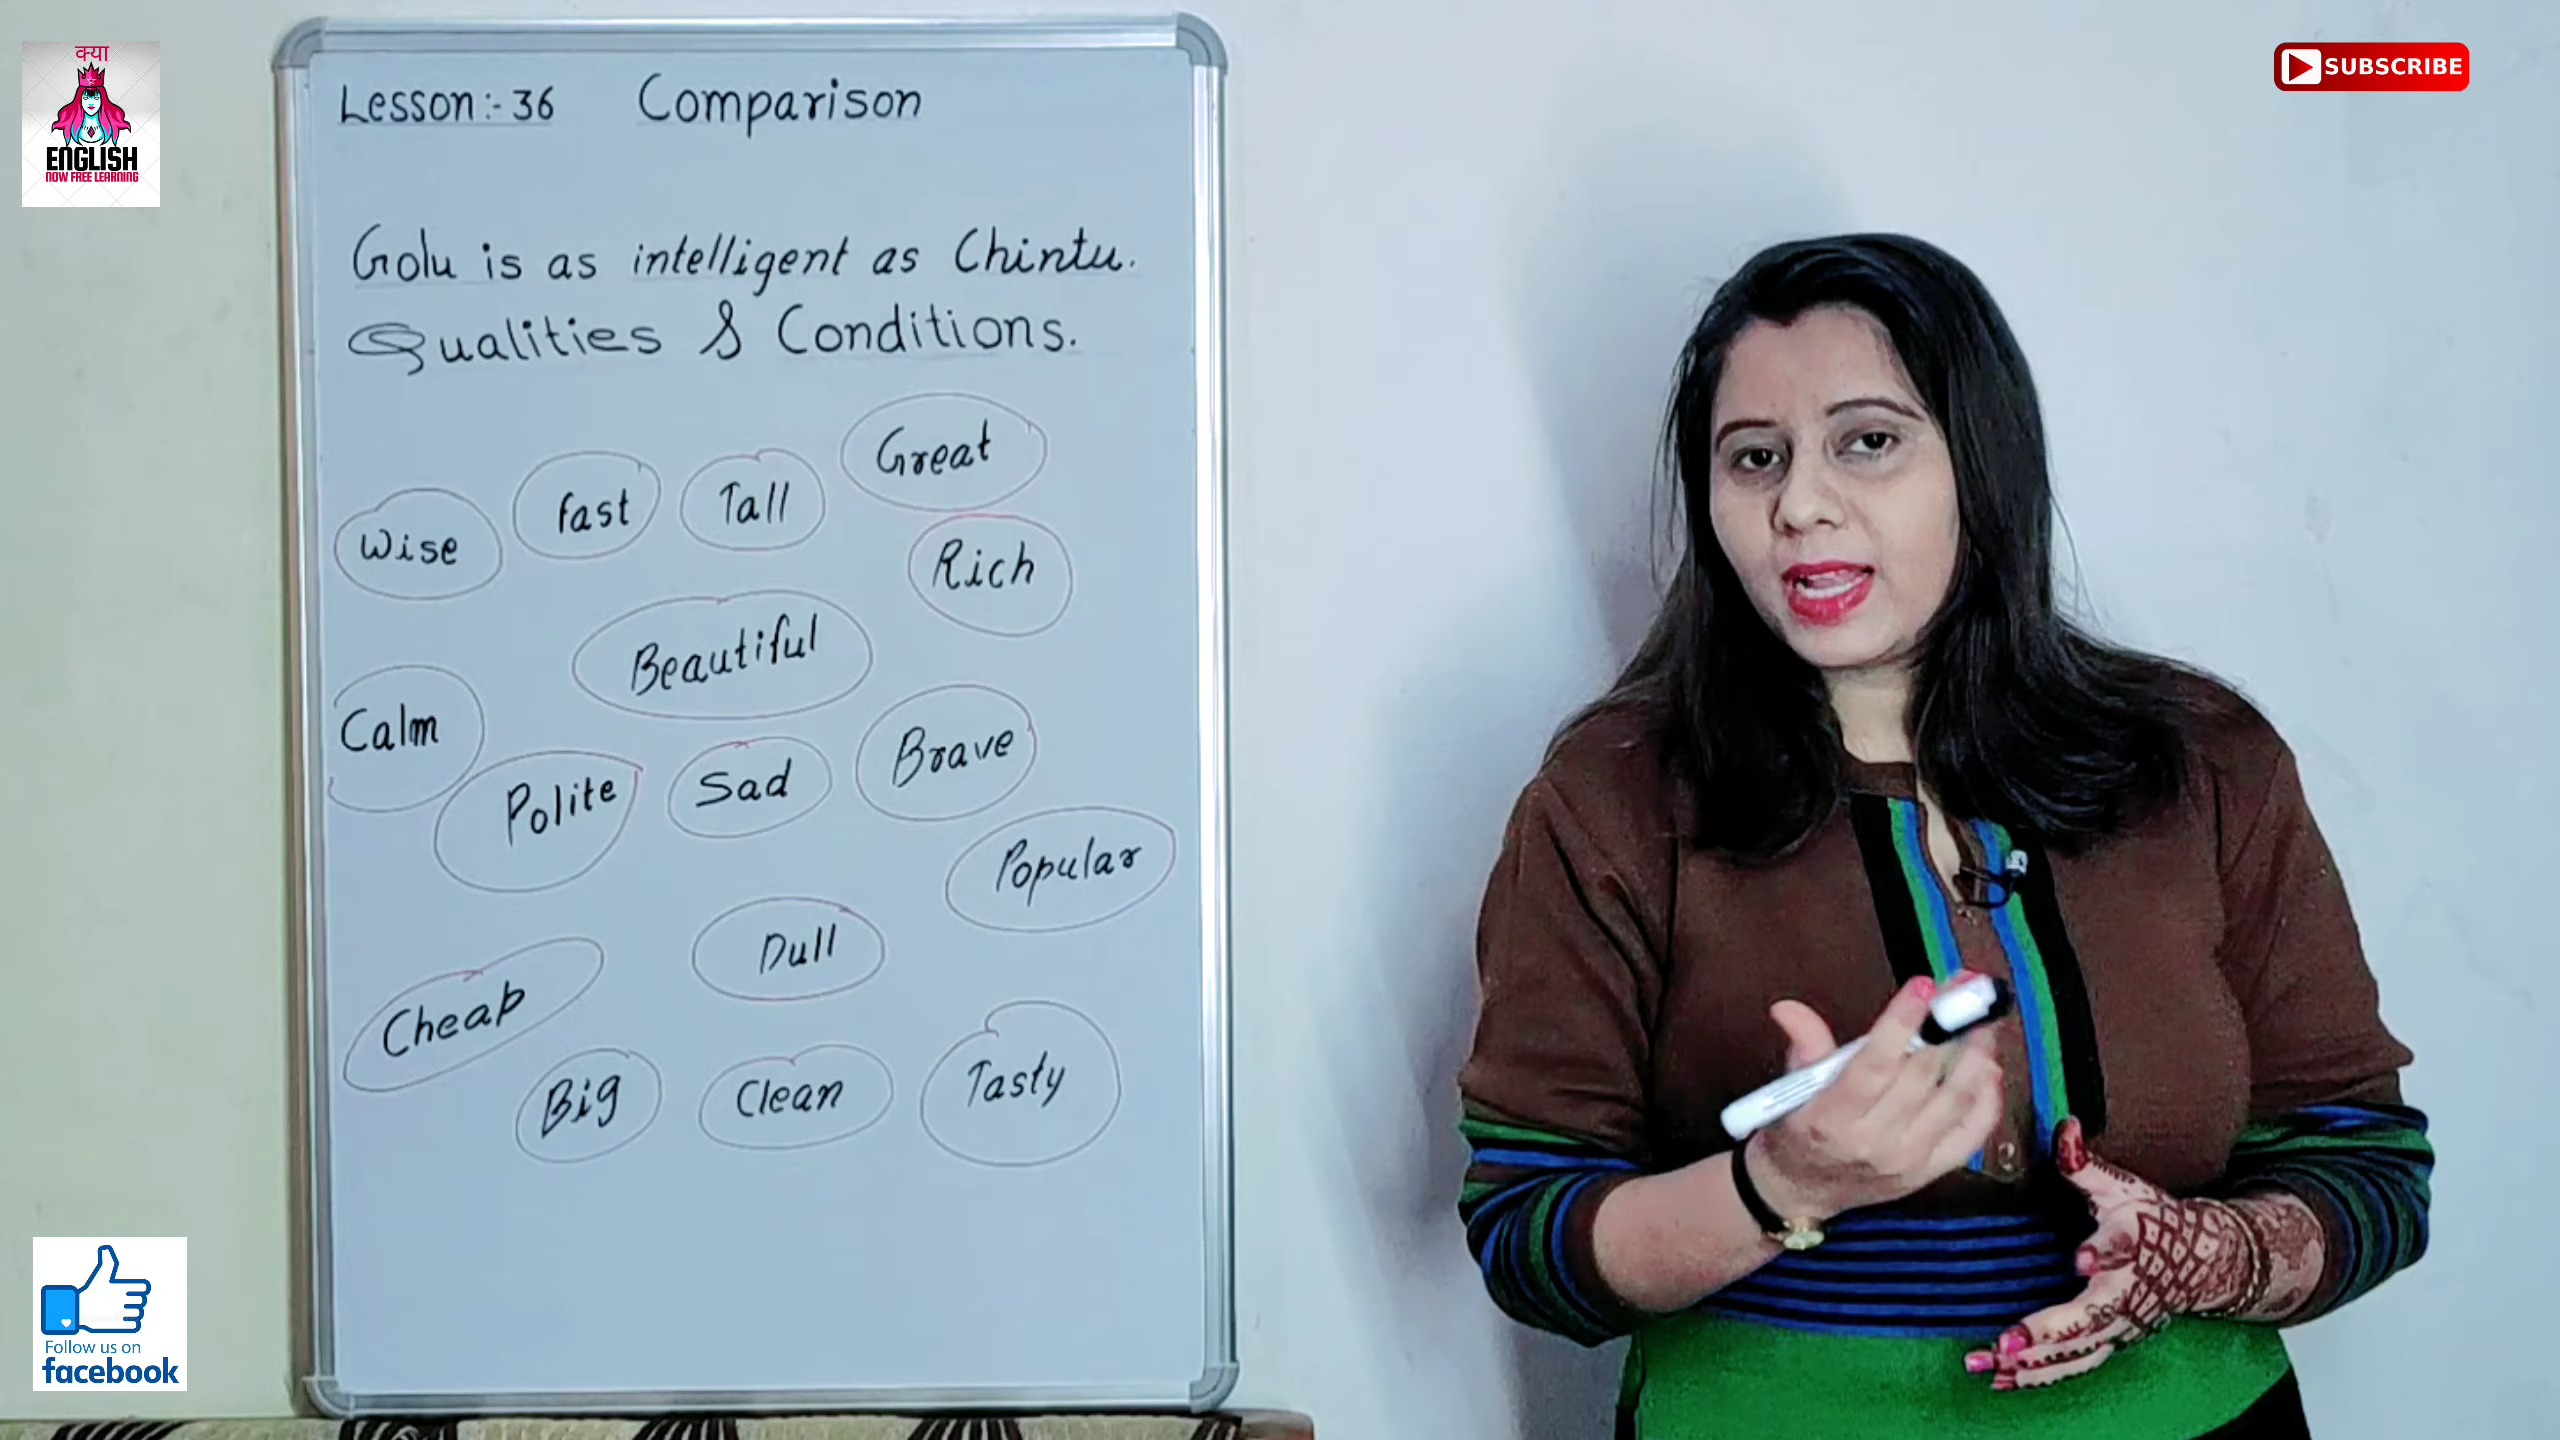 क्या
ENGLISH
NOW FREE LEARNING
SUBSCRIBE
Lesson:- 36 Comparison
Golu is as intelligent as Chintu.
Qualities & Conditions.
Great
Wise fast Tall
Rich
Beautiful
Calm
Polite Sad Brave
Popular
Dull
Cheap
Big Clean Tasty
Follow us on
facebook